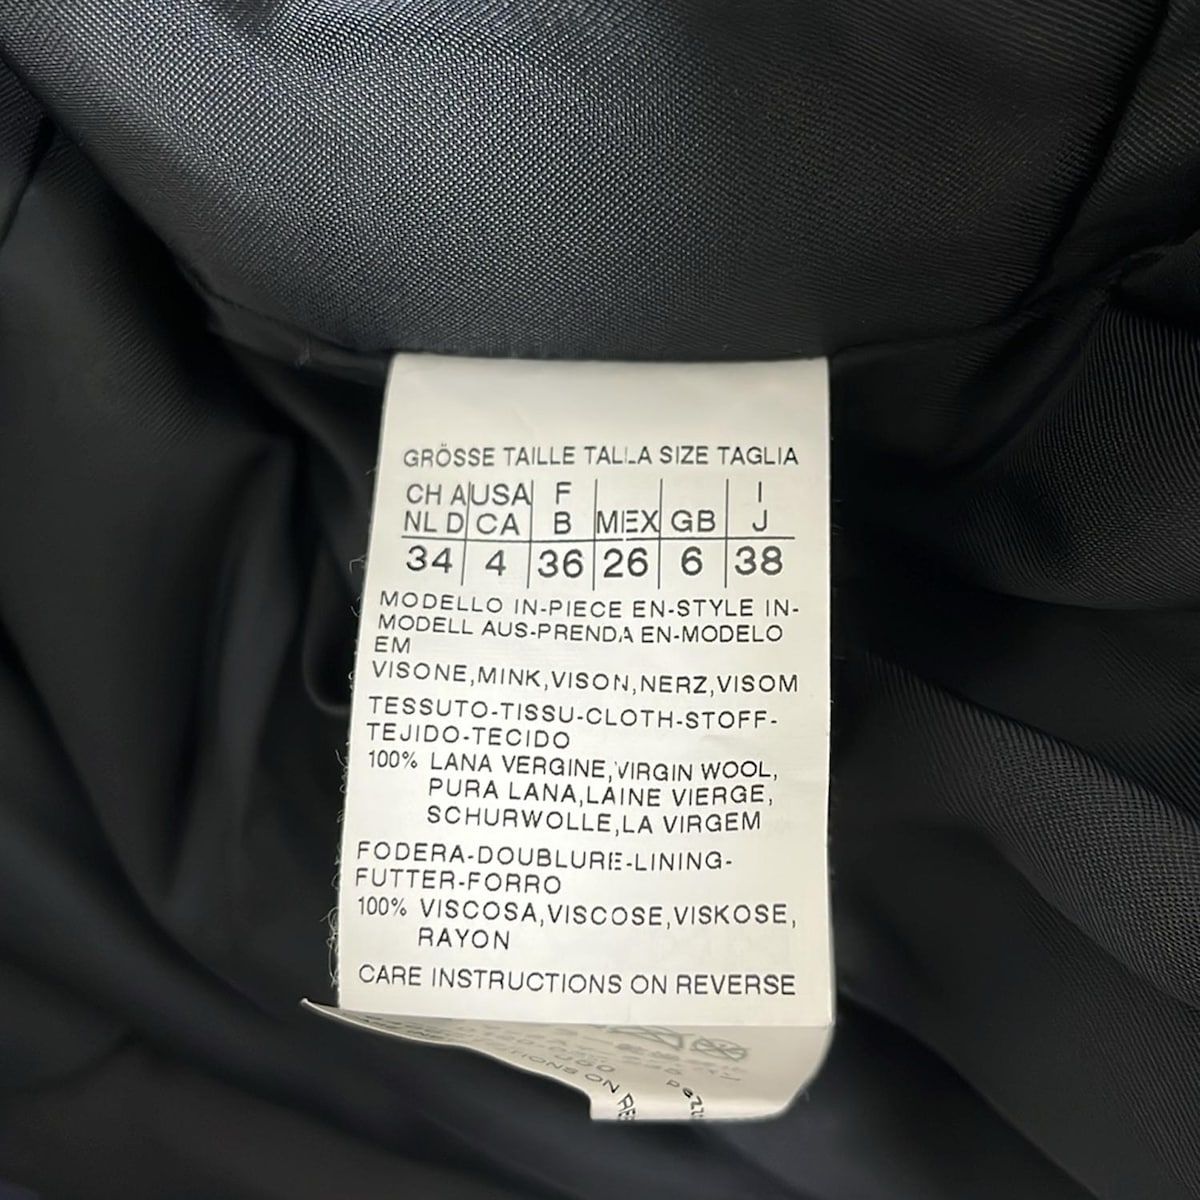 GRÖSSE TAILLE TALLA SIZE TAGLIA
CH A USA F I
NL D CA B MEX GB J
34 4 36 26 6 38
MODELLO IN-PIECE EN-STYLE IN-
MODELL AUS-PRENDA EN-MODELO
EM
VISONE,MINK,VISON,NERZ,VISOM
TESSUTO-TISSU-CLOTH-STOFF-
TEJIDO-TECIDO
100% LANA VERGINE,VIRGIN WOOL,
PURA LANA,LAINE VIERGE,
SCHURWOLLE,LA VIRGEM
FODERA-DOUBLURE-LINING-
FUTTER-FORRO
100% VISCOSA,VISCOSE,VISKOSE,
RAYON
CARE INSTRUCTIONS ON REVERSE